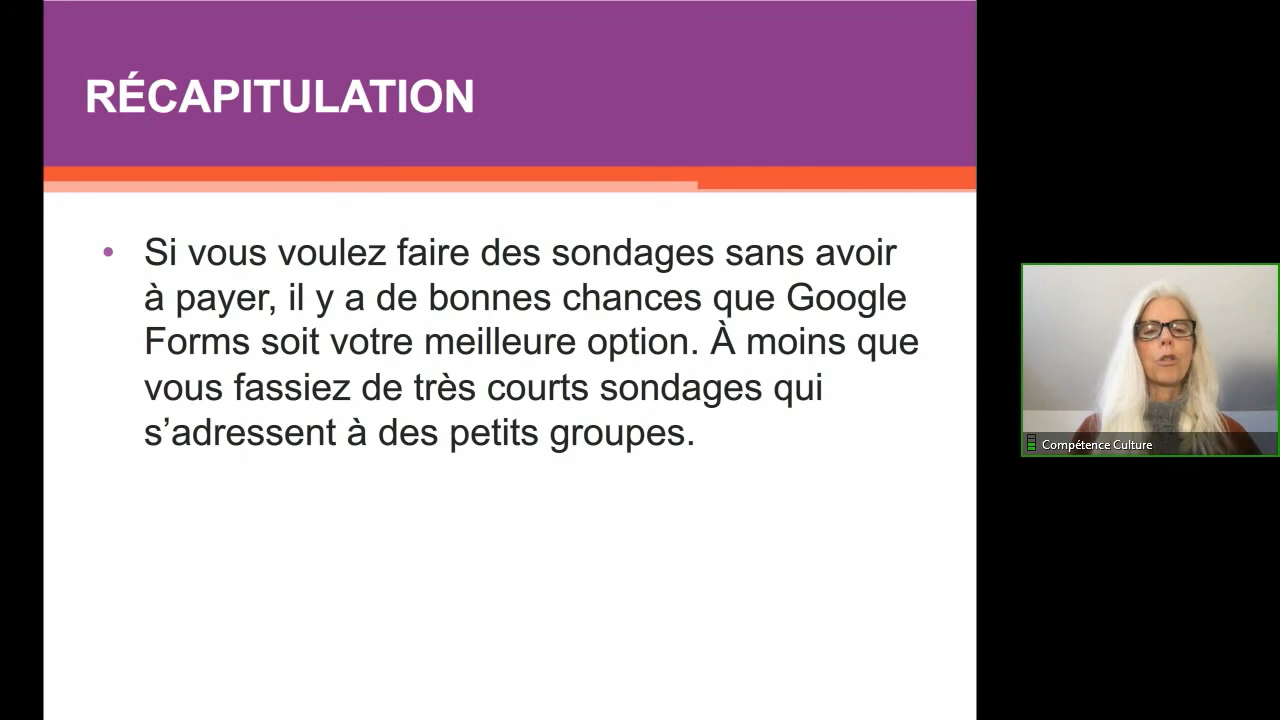 RÉCAPITULATION
• Si vous voulez faire des sondages sans avoir
à payer, il y a de bonnes chances que Google
Forms soit votre meilleure option. À moins que
vous fassiez de très courts sondages qui
s’adressent à des petits groupes.
Compétence Culture